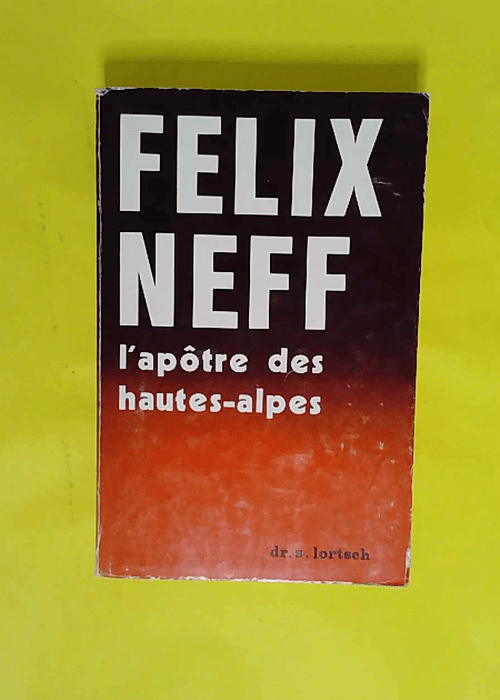 FELIX
NEFF
l'apôtre des
hautes-alpes
dr. s. lortsch